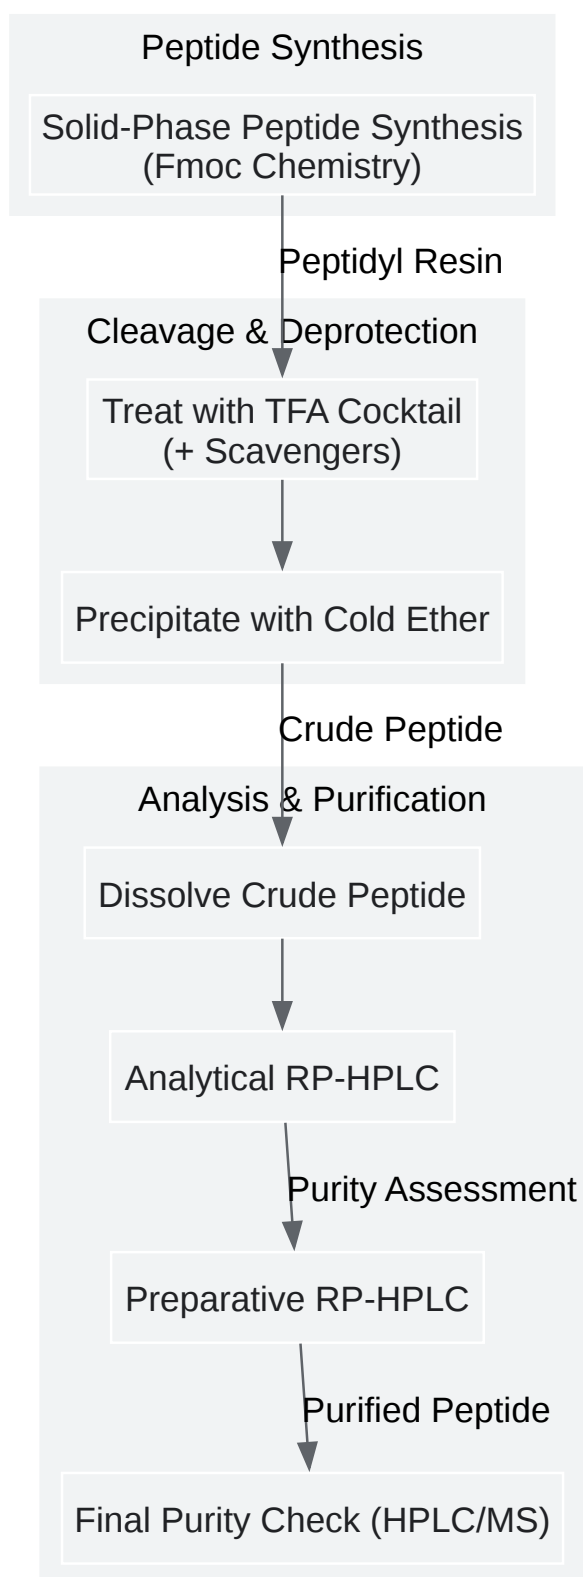 Peptide Synthesis
Solid-Phase Peptide Synthesis
(Fmoc Chemistry)
Peptidyl Resin
Cleavage & Deprotection
Treat with TFA Cocktail
(+ Scavengers)
Precipitate with Cold Ether
Crude Peptide
Analysis & Purification
Dissolve Crude Peptide
Analytical RP-HPLC
Purity Assessment
Preparative RP-HPLC
Purified Peptide
Final Purity Check (HPLC/MS)